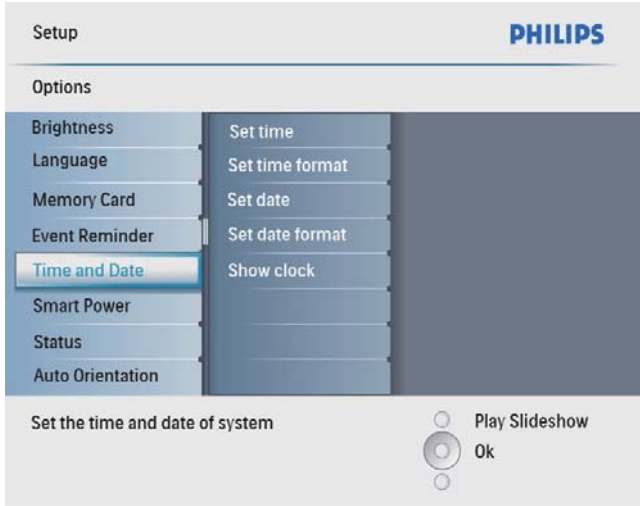 Setup
PHILIPS
Options
Brightness
Language
Memory Card
Event Reminder
Time and Date
Smart Power
Status
Auto Orientation
Set time
Set time format
Set date
Set date format
Show clock
Set the time and date of system
Play Slideshow
Ok